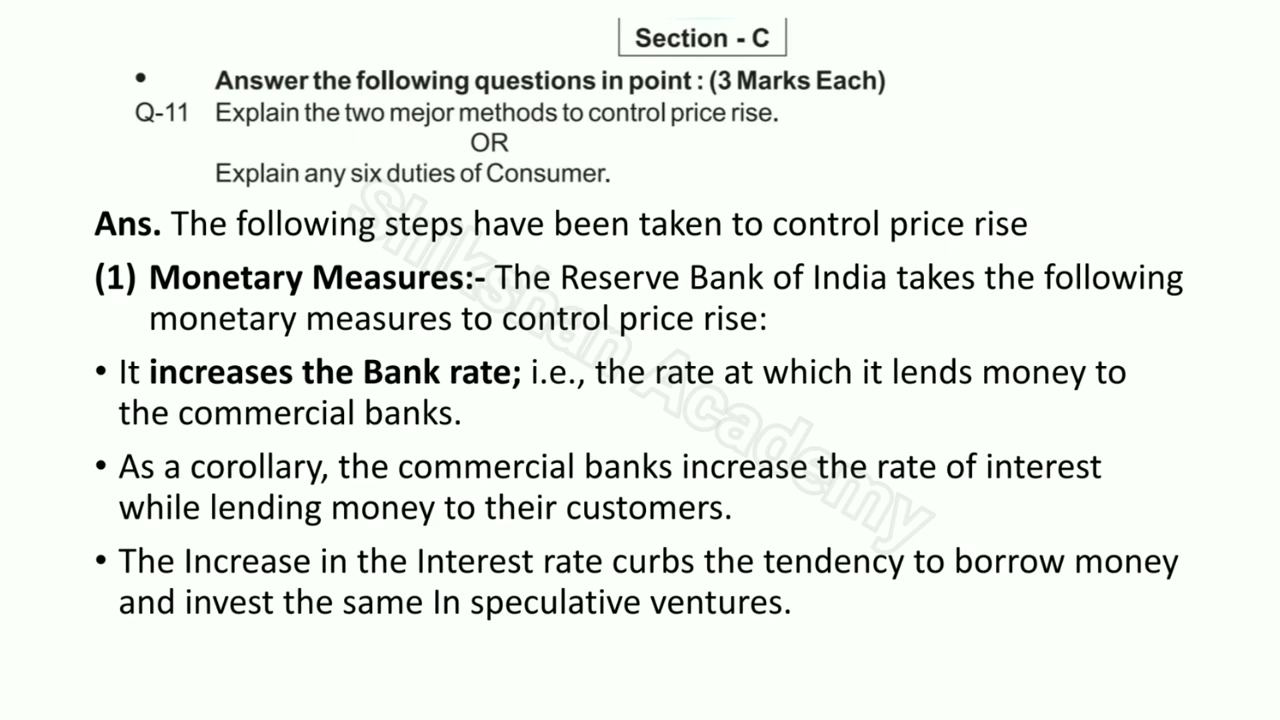 Section - C
• Answer the following questions in point : (3 Marks Each)
Q-11 Explain the two mejor methods to control price rise.
OR
Explain any six duties of Consumer.
Ans. The following steps have been taken to control price rise
(1) Monetary Measures:- The Reserve Bank of India takes the following
monetary measures to control price rise:
• It increases the Bank rate; i.e., the rate at which it lends money to
the commercial banks.
• As a corollary, the commercial banks increase the rate of interest
while lending money to their customers.
• The Increase in the Interest rate curbs the tendency to borrow money
and invest the same In speculative ventures.
Shikshan Academy